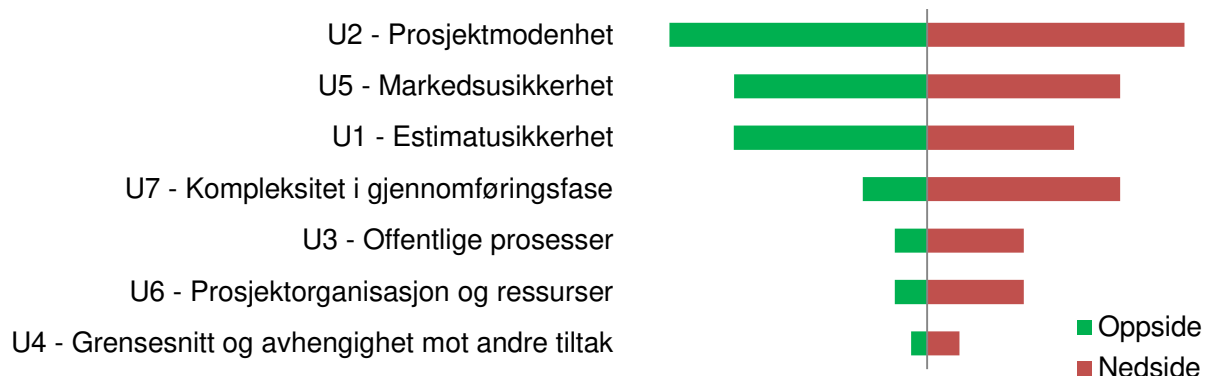 U2 - Prosjektmodenhet
U5 - Markedsusikkerhet
U1 - Estimatusikkerhet
U7 - Kompleksitet i gjennomføringsfase
U3 - Offentlige prosesser
U6 - Prosjektorganisasjon og ressurser
U4 - Grensesnitt og avhengighet mot andre tiltak
Oppside
Nedside